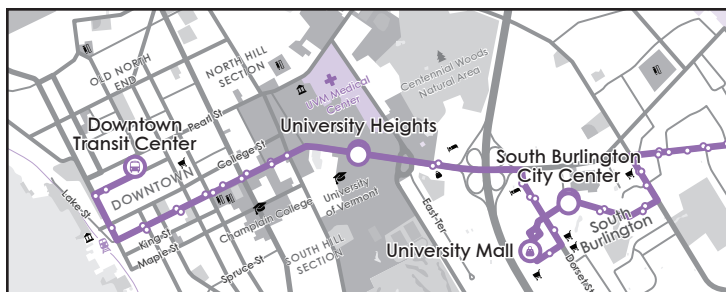 OLD NORTH
END
NORTH HILL
SECTION
Pearl St
UVM Medical
Center
Centennial Woods
Natural Area
Downtown
Transit Center
University Heights
College St
South Burlington
City Center
DOWNTOWN
Lake St
King St
Maple St
Champlain College
University
of Vermont
East Ter
South
Burlington
University Mall
SOUTH HILL
SECTION
Spruce St
Dorset St